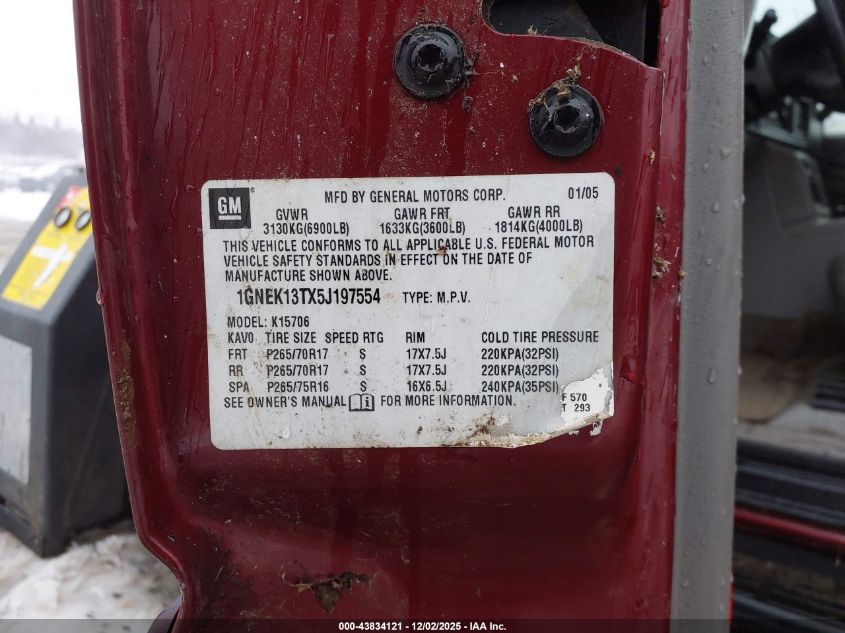 GM MFD BY GENERAL MOTORS CORP. 01/05
GVWR GAWR FRT GAWR RR
3130KG(6900LB) 1633KG(3600LB) 1814KG(4000LB)
THIS VEHICLE CONFORMS TO ALL APPLICABLE U.S. FEDERAL MOTOR
VEHICLE SAFETY STANDARDS IN EFFECT ON THE DATE OF
MANUFACTURE SHOWN ABOVE.
1GNEK13TX5J197554 TYPE: M.P.V.
MODEL: K15706
KAVO TIRE SIZE SPEED RTG RIM COLD TIRE PRESSURE
FRT P265/70R17 S 17X7.5J 220KPA(32PSI)
RR P265/70R17 S 17X7.5J 220KPA(32PSI)
SPA P265/75R16 S 16X6.5J 240KPA(35PSI)
SEE OWNER'S MANUAL FOR MORE INFORMATION.
F 570
T 293
000-43834121 - 12/02/2025 - IAA Inc.